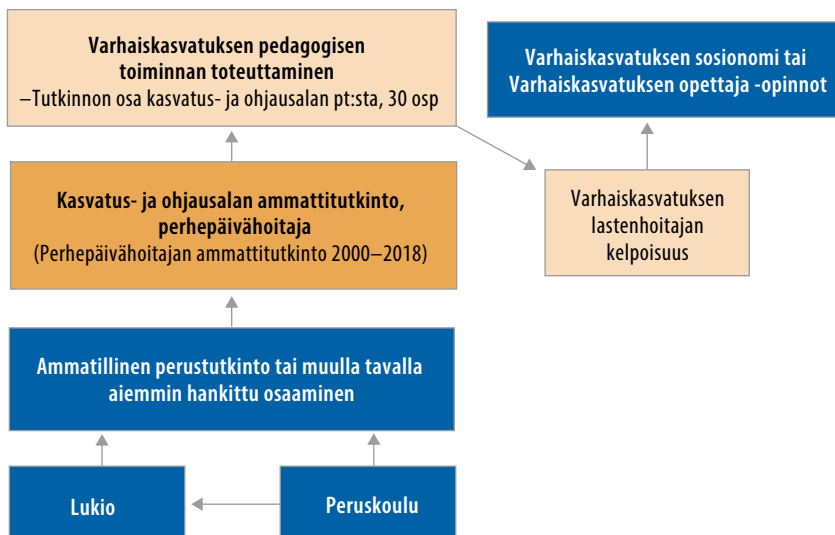 Varhaiskasvatuksen pedagogisen
toiminnan toteuttaminen
–Tutkinnon osa kasvatus- ja ohjausalan pt:sta, 30 osp
Varhaiskasvatuksen sosionomi tai
Varhaiskasvatuksen opettaja -opinnot
Kasvatus- ja ohjausalan ammattitutkinto,
perhepäivähoitaja
(Perhepäivähoitajan ammattitutkinto 2000–2018)
Varhaiskasvatuksen
lastenhoitajan
kelpoisuus
Ammatillinen perustutkinto tai muulla tavalla
aiemmin hankittu osaaminen
Lukio
Peruskoulu